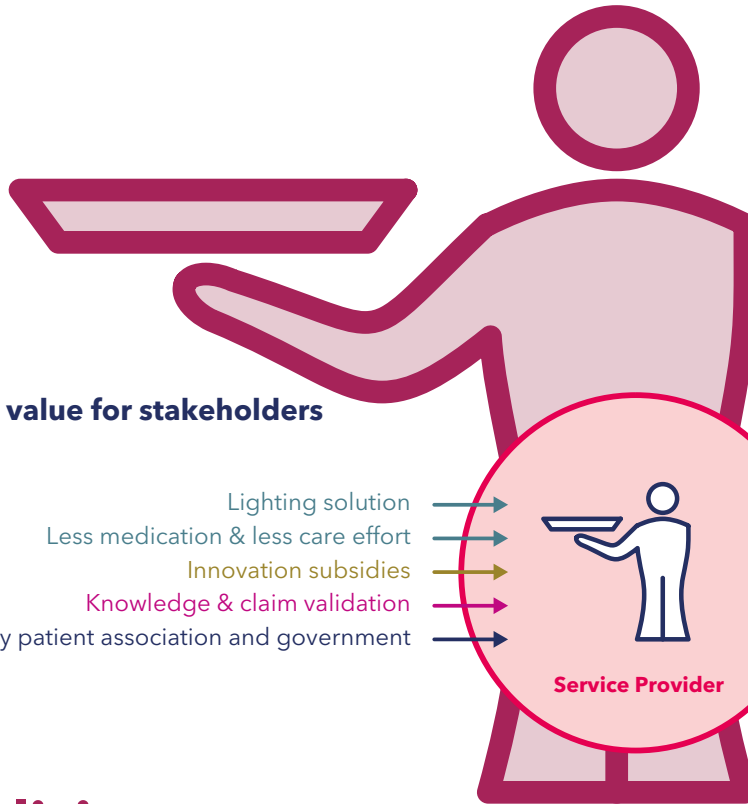 value for stakeholders
Lighting solution
Less medication & less care effort
Innovation subsidies
Knowledge & claim validation
y patient association and government
Service Provider